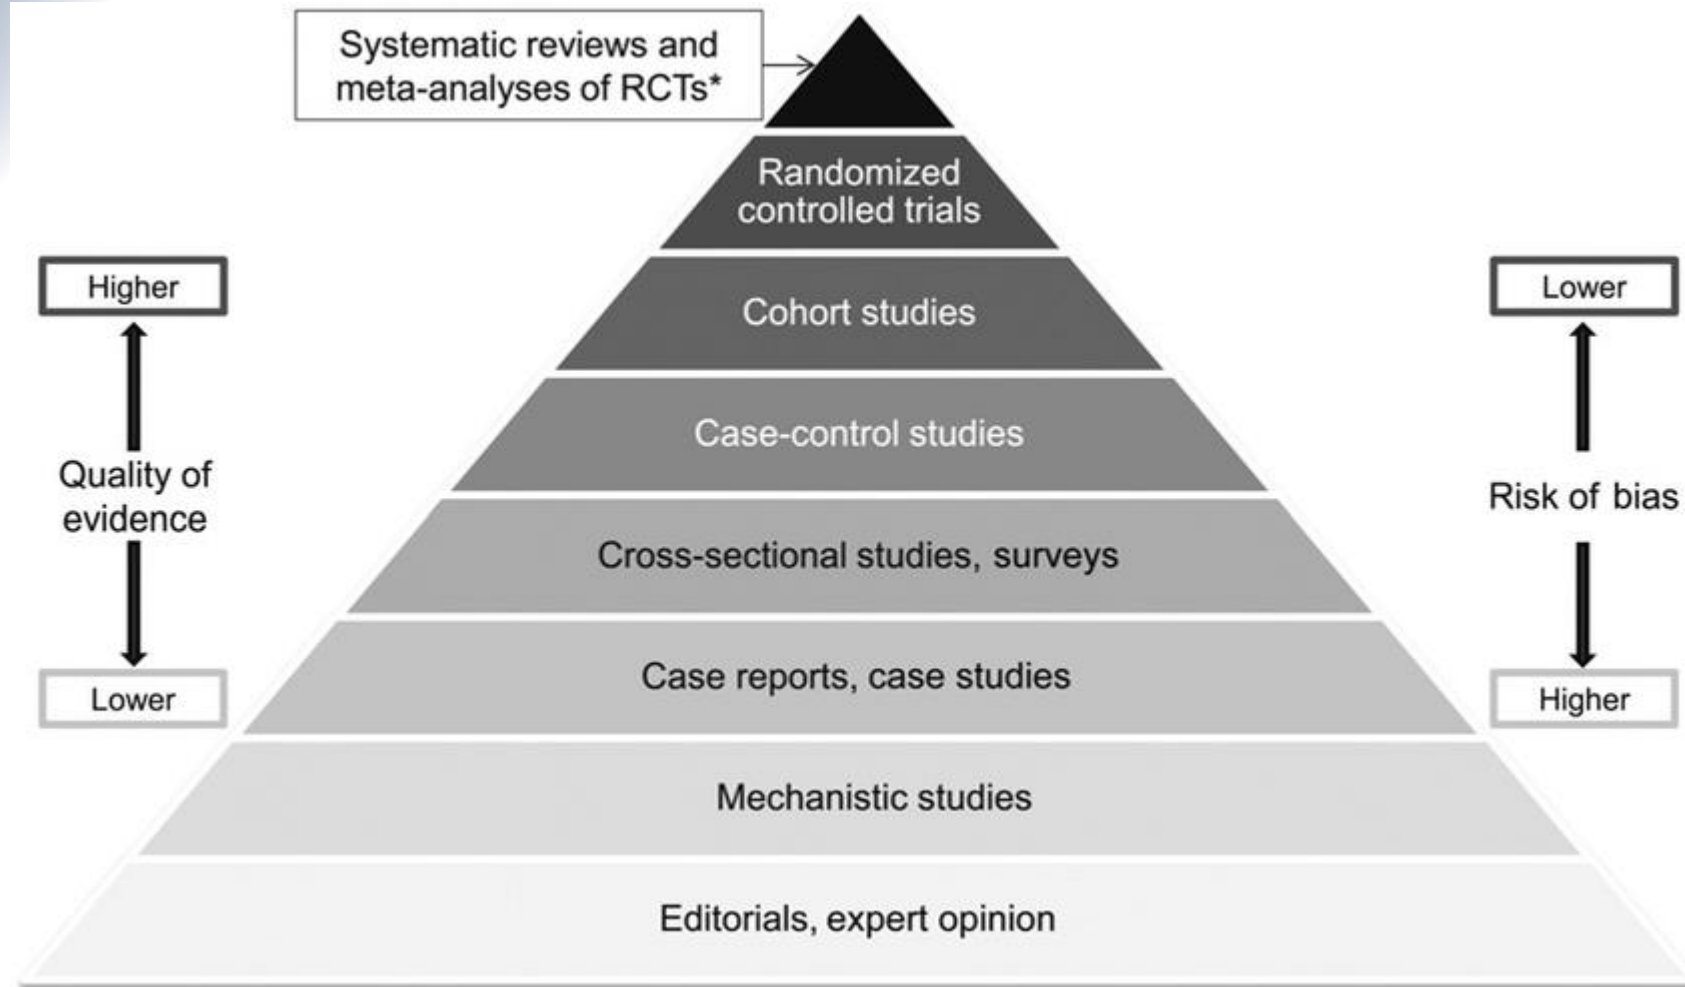 Systematic reviews and
meta-analyses of RCTs*
Randomized
controlled trials
Higher
Lower
Cohort studies
Case-control studies
Quality of
evidence
Risk of bias
Cross-sectional studies, surveys
Case reports, case studies
Lower
Higher
Mechanistic studies
Editorials, expert opinion